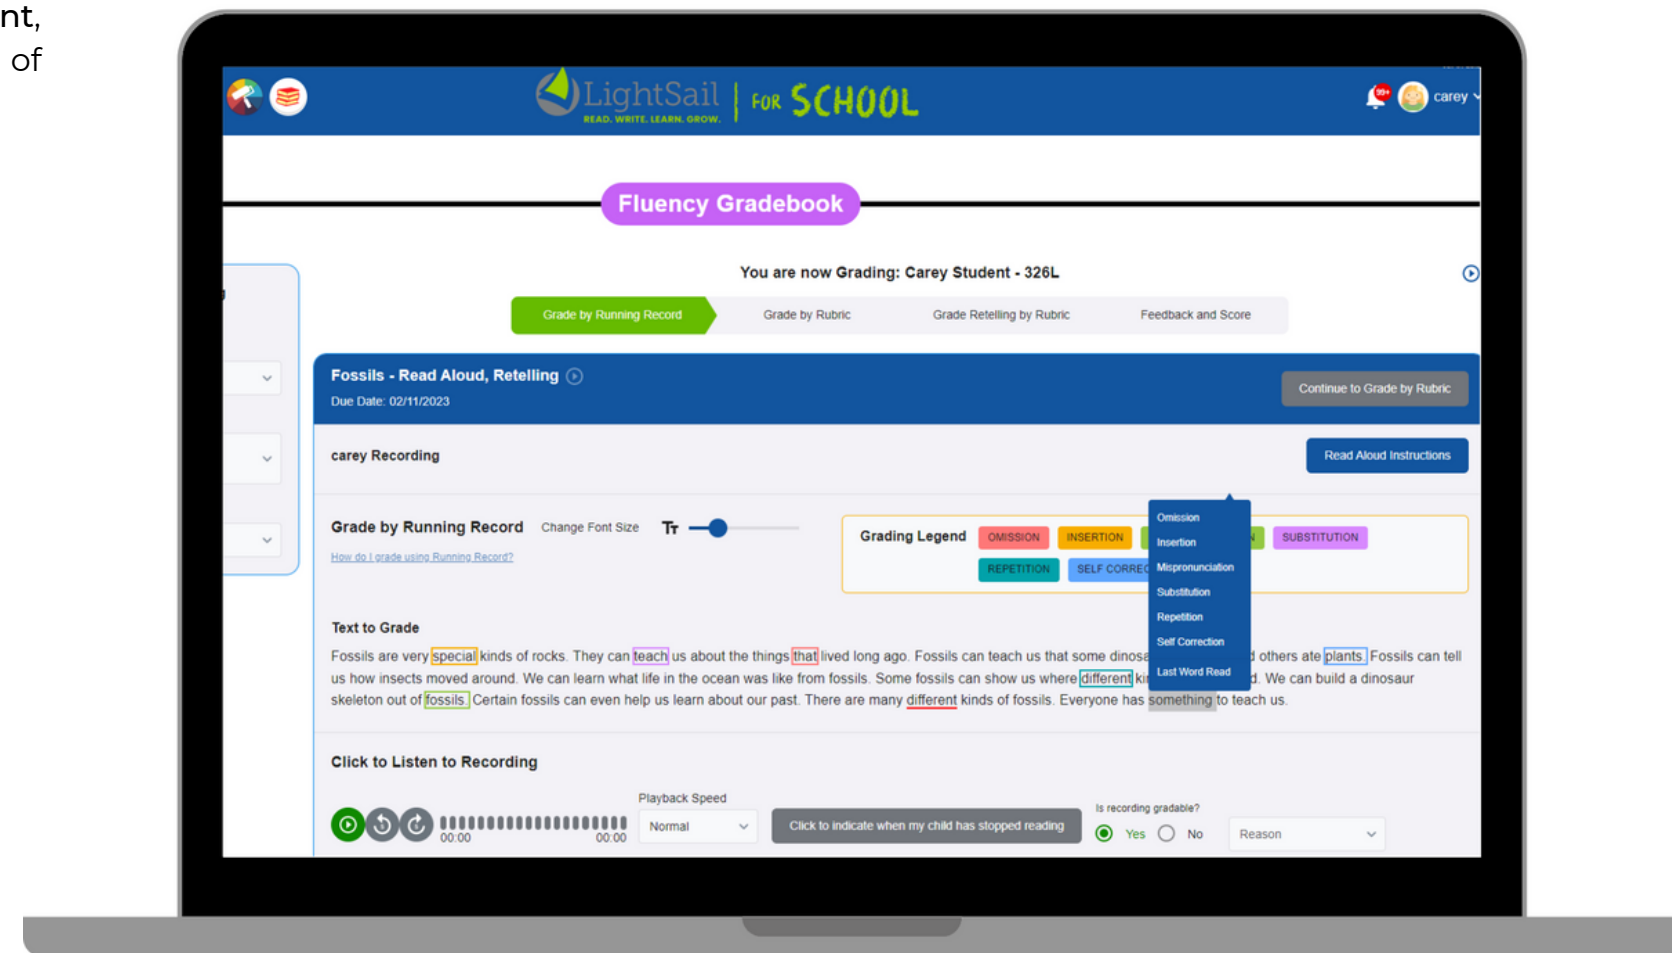 nt,
of
LightSail FOR SCHOOL
READ. WRITE. LEARN. GROW.
99+
carey
Fluency Gradebook
You are now Grading: Carey Student - 326L
Grade by Running Record Grade by Rubric Grade Retelling by Rubric Feedback and Score
Fossils - Read Aloud, Retelling
Due Date: 02/11/2023
Continue to Grade by Rubric
carey Recording
Read Aloud Instructions
Grade by Running Record Change Font Size TT
How do I grade using Running Record?
Grading Legend OMISSION INSERTION N SUBSTITUTION
REPETITION SELF CORREC
Omission
Insertion
Mispronunciation
Substitution
Repetition
Self Correction
Last Word Read
Text to Grade
Fossils are very special kinds of rocks. They can teach us about the things that lived long ago. Fossils can teach us that some dinosa d others ate plants. Fossils can tell
us how insects moved around. We can learn what life in the ocean was like from fossils. Some fossils can show us where different ki d. We can build a dinosaur
skeleton out of fossils. Certain fossils can even help us learn about our past. There are many different kinds of fossils. Everyone has something to teach us.
Click to Listen to Recording
00:00 00:00
Playback Speed
Normal
Click to indicate when my child has stopped reading
Is recording gradable?
Yes No
Reason